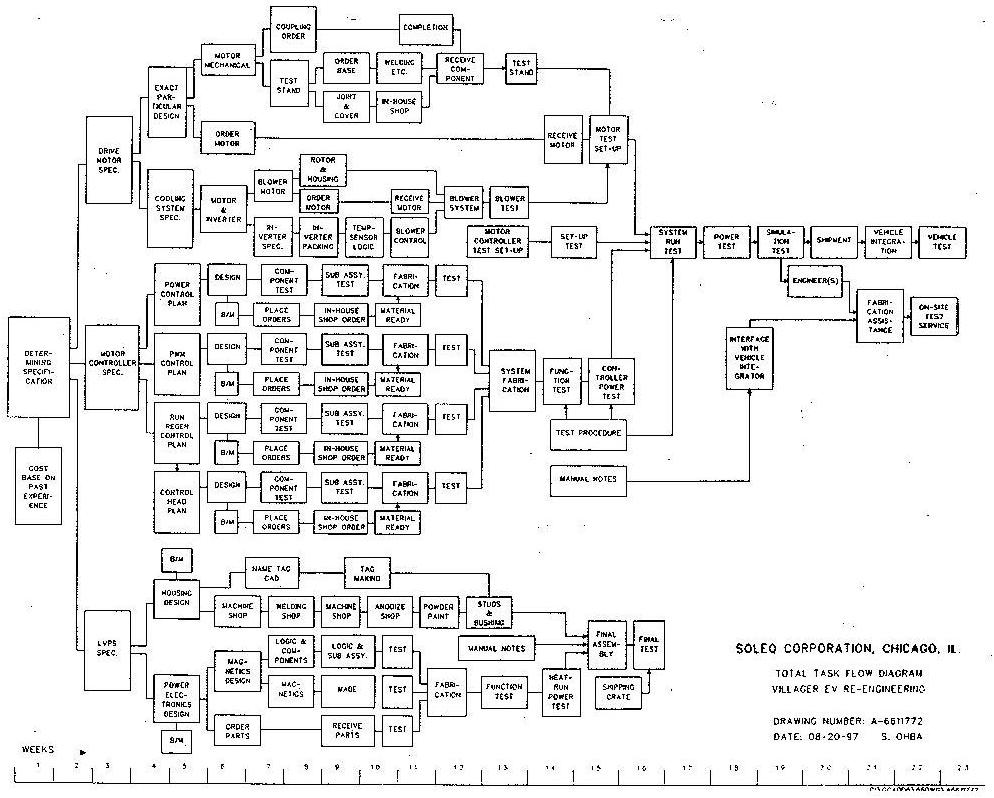 COUPLING
ORDER
COMPLETION
MOTOR
MECHANICAL
TEST
STAND
ORDER
BASE
WELDING
ETC.
RECEIVE
COM-
PONENT
TEST
STAND
JOINT
&
COVER
IN-HOUSE
SHOP
EXACT
PAR-
TICULAR
DESIGN
ORDER
MOTOR
RECEIVE
MOTOR
MOTOR
TEST
SET-UP
DRIVE
MOTOR
SPEC.
COOLING
SYSTEM
SPEC.
MOTOR
&
INVERTER
BLOWER
MOTOR
ROTOR
&
HOUSING
ORDER
MOTOR
RECEIVE
MOTOR
BLOWER
SYSTEM
BLOWER
TEST
IN-
VERTER
SPEC.
IN-
VERTER
PACKING
TEMP-
SENSOR
LOGIC
BLOWER
CONTROL
MOTOR
CONTROLLER
TEST SET-UP
SET-UP
TEST
SYSTEM
RUN
TEST
POWER
TEST
SIMULA-
TION
TEST
SHIPMENT
VEHICLE
INTEGRA-
TION
VEHICLE
TEST
ENGINEER(S)
FABRI-
CATION
ASSIS-
TANCE
ON-SITE
TEST
SERVICE
INTERFACE
WITH
VEHICLE
INTE-
GRATOR
DETER-
MINING
SPECIFI-
CATION
COST
BASE ON
PAST
EXPERI-
ENCE
MOTOR
CONTROLLER
SPEC.
POWER
CONTROL
PLAN
DESIGN
COM-
PONENT
TEST
SUB ASSY.
TEST
FABRI-
CATION
TEST
B/M
PLACE
ORDERS
IN-HOUSE
SHOP ORDER
MATERIAL
READY
PWM
CONTROL
PLAN
DESIGN
COM-
PONENT
TEST
SUB ASSY.
TEST
FABRI-
CATION
TEST
B/M
PLACE
ORDERS
IN-HOUSE
SHOP ORDER
MATERIAL
READY
RUN
REGEN
CONTROL
PLAN
DESIGN
COM-
PONENT
TEST
SUB ASSY.
TEST
FABRI-
CATION
TEST
B/M
PLACE
ORDERS
IN-HOUSE
SHOP ORDER
MATERIAL
READY
CONTROL
HEAD
PLAN
DESIGN
COM-
PONENT
TEST
SUB ASST.
TEST
FABRI-
CATION
TEST
B/M
PLACE
ORDERS
IN-HOUSE
SHOP ORDER
MATERIAL
READY
SYSTEM
FABRI-
CATION
FUNC-
TION
TEST
CON-
TROLLER
POWER
TEST
TEST PROCEDURE
MANUAL NOTES
LVPS
SPEC.
B/M
HOUSING
DESIGN
NAME TAG
CAD
TAG
MAKING
MACHINE
SHOP
WELDING
SHOP
MACHINE
SHOP
ANODIZE
SHOP
POWDER
PAINT
STUDS
&
BUSHING
MANUAL NOTES
FINAL
ASSEM-
BLY
FINAL
TEST
POWER
ELEC-
TRONICS
DESIGN
B/M
MAG-
NETICS
DESIGN
LOGIC &
COM-
PONENTS
LOGIC &
SUB ASSY.
TEST
MAG-
NETICS
MADE
TEST
ORDER
PARTS
RECEIVE
PARTS
TEST
FABRI-
CATION
FUNCTION
TEST
HEAT-
RUN
POWER
TEST
SHIPPING
CRATE
SOLEQ CORPORATION, CHICAGO, IL.
TOTAL TASK FLOW DIAGRAM
VILLAGER EV RE-ENGINEERING
DRAWING NUMBER: A-6611772
DATE: 08-20-97 S. OHBA
WEEKS
1 2 3 4 5 6 7 8 9 10 11 12 13 14 15 16 17 18 19 20 21 22 23